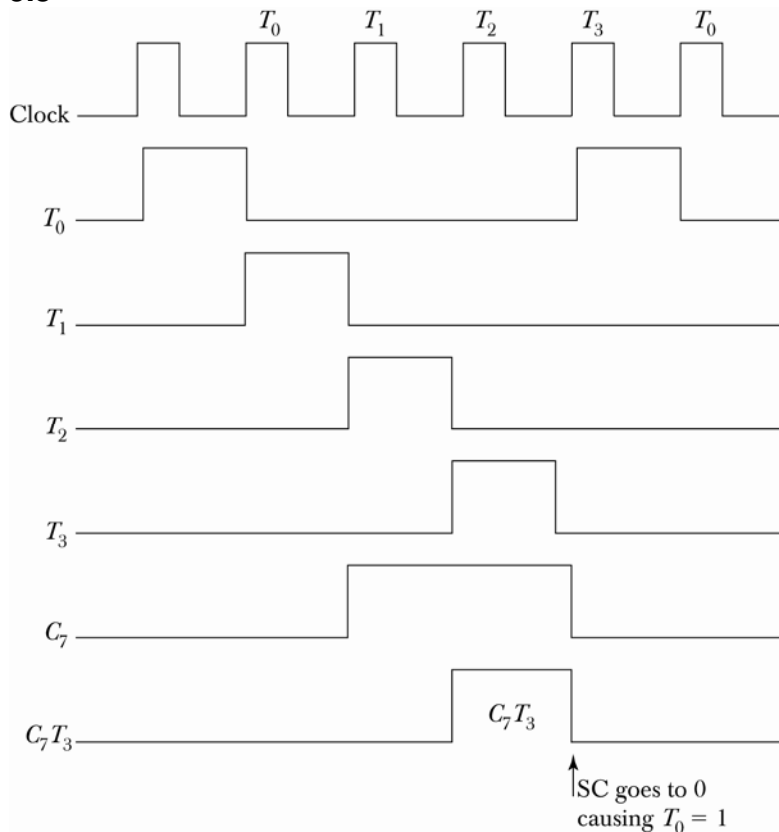 T₀ T₁ T₂ T₃ T₀
Clock
T₀
T₁
T₂
T₃
C₇
C₇T₃
C₇T₃
SC goes to 0
causing T₀ = 1